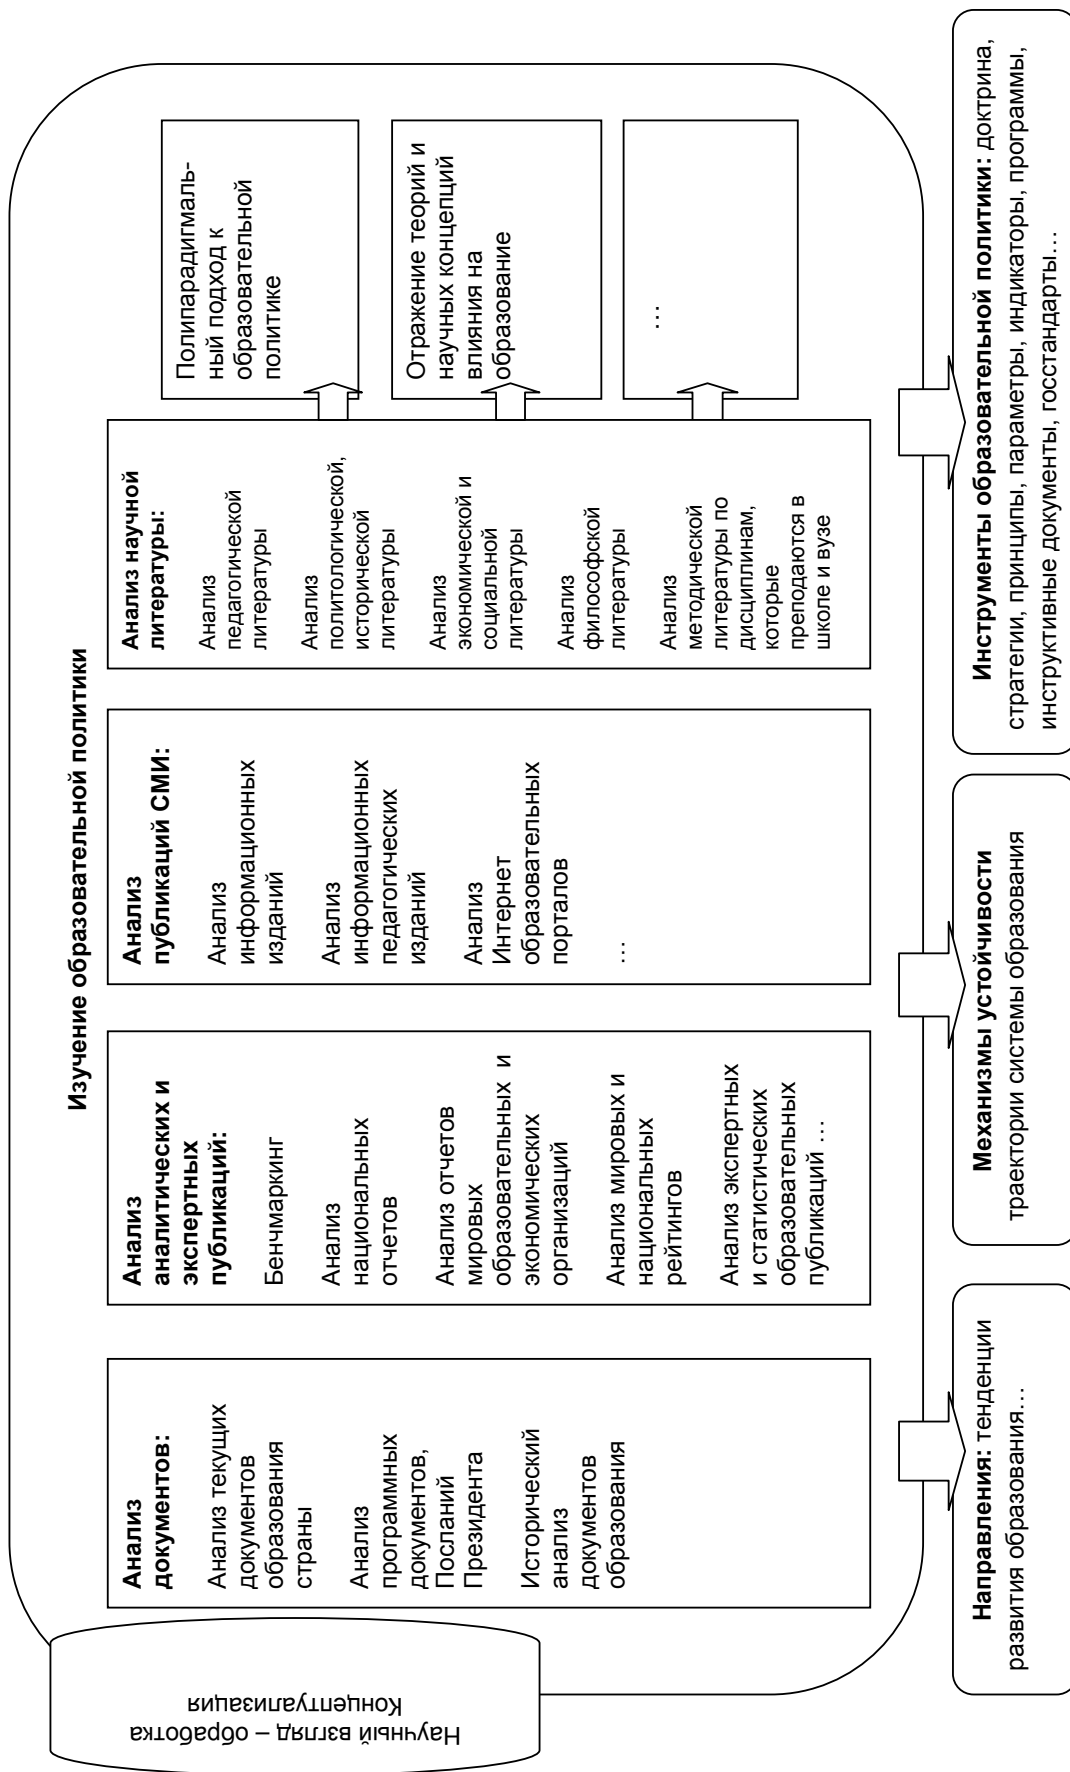 Изучение образовательной политики
Научный взгляд – обработка
Концептуализация
Анализ
документов:
Анализ текущих
документов
образования
страны
Анализ
программных
документов,
Посланий
Президента
Исторический
анализ
документов
образования
Анализ
аналитических и
экспертных
публикаций:
Бенчмаркинг
Анализ
национальных
отчетов
Анализ отчетов
мировых
образовательных и
экономических
организаций
Анализ мировых и
национальных
рейтингов
Анализ экспертных
и статистических
образовательных
публикаций …
Анализ
публикаций СМИ:
Анализ
информационных
изданий
Анализ
информационных
педагогических
изданий
Анализ
Интернет
образовательных
порталов
…
Анализ научной
литературы:
Анализ
педагогической
литературы
Анализ
политологической,
исторической
литературы
Анализ
экономической и
социальной
литературы
Анализ
философской
литературы
Анализ
методической
литературы по
дисциплинам,
которые
преподаются в
школе и вузе
Полипарадигмаль-
ный подход к
образовательной
политике
Отражение теорий и
научных концепций
влияния на
образование
…
Направления: тенденции
развития образования…
Механизмы устойчивости
траектории системы образования
Инструменты образовательной политики: доктрина,
стратегии, принципы, параметры, индикаторы, программы,
инструктивные документы, госстандарты…